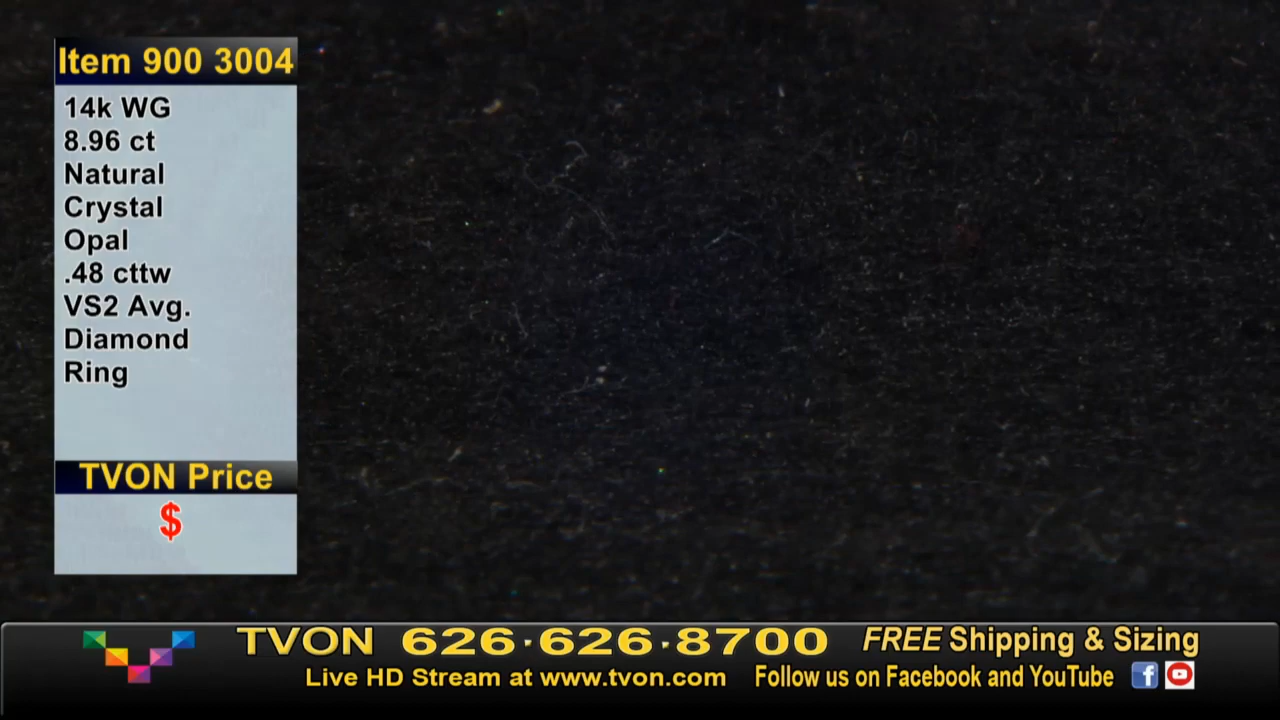 Item 900 3004
14k WG
8.96 ct
Natural
Crystal
Opal
.48 cttw
VS2 Avg.
Diamond
Ring
TVON Price
$
TVON 626-626-8700 FREE Shipping & Sizing
Live HD Stream at www.tvon.com Follow us on Facebook and YouTube